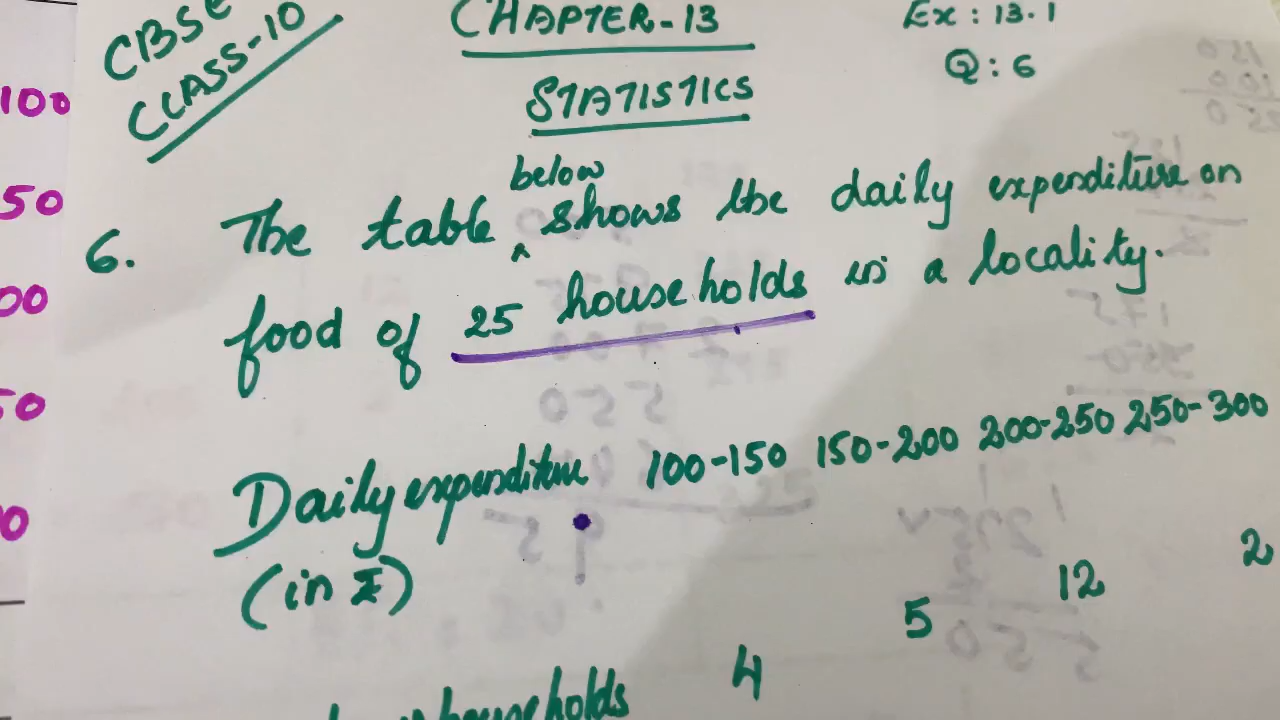 CBSE
CLASS-10
CHAPTER-13
STATISTICS
Ex : 13.1
Q : 6
6. The table below shows the daily expenditure on
food of 25 households in a locality.
Daily expenditure 100-150 150-200 200-250 250-300
(in ₹)
households 4 5 12 2
100
50
00
50
0